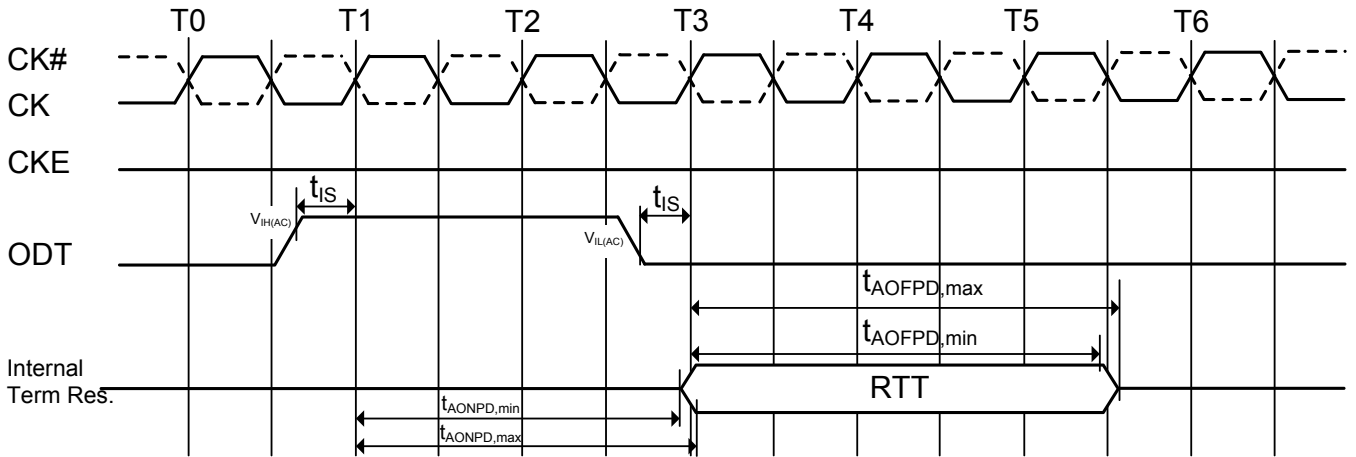 T0 T1 T2 T3 T4 T5 T6
CK#
CK
CKE
tIS tIS
VIH(AC) VIL(AC)
ODT
tAOFPD,max
tAOFPD,min
Internal
Term Res.
RTT
tAONPD,min
tAONPD,max